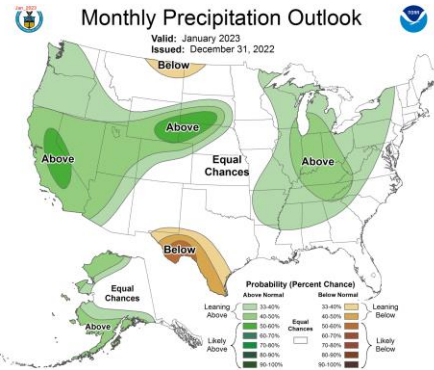 Jan, 2023
Monthly Precipitation Outlook
Valid: January 2023
Issued: December 31, 2022
Below
Above
Above
Equal
Chances
Above
Below
Equal
Chances
Above
Probability (Percent Chance)
Above Normal
Below Normal
Leaning
Above
33-40%
40-50%
50-60%
60-70%
70-80%
80-90%
90-100%
Likely
Above
Equal
Chances
33-40%
40-50%
50-60%
60-70%
70-80%
80-90%
90-100%
Leaning
Below
Likely
Below